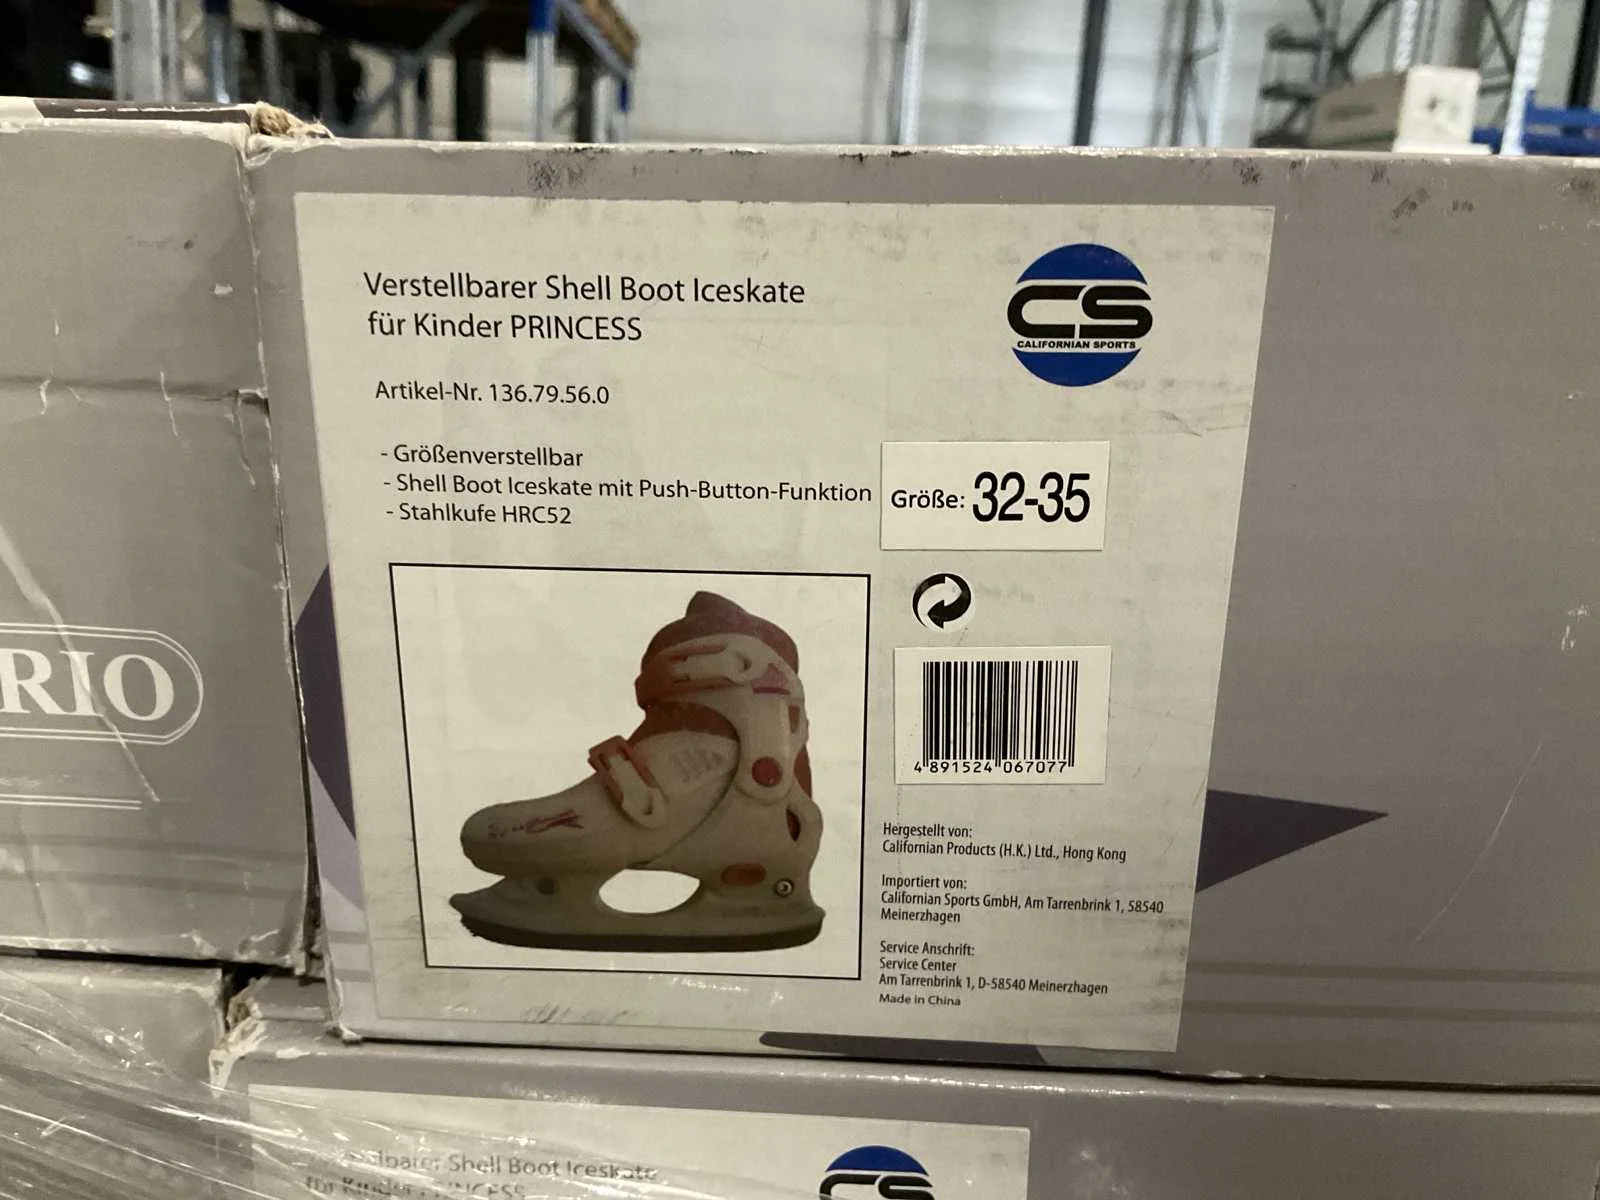 Verstellbarer Shell Boot Iceskate
für Kinder PRINCESS
CS
CALIFORNIAN SPORTS
Artikel-Nr. 136.79.56.0
- Größenverstellbar
- Shell Boot Iceskate mit Push-Button-Funktion
- Stahlkufe HRC52
Größe: 32-35
4 891524 067077
Hergestellt von:
Californian Products (H.K.) Ltd., Hong Kong
Importiert von:
Californian Sports GmbH, Am Tarrenbrink 1, 58540
Meinerzhagen
Service Anschrift:
Service Center
Am Tarrenbrink 1, D-58540 Meinerzhagen
Made in China
RIO
Shell Boot Iceskate
für Kinder
CS